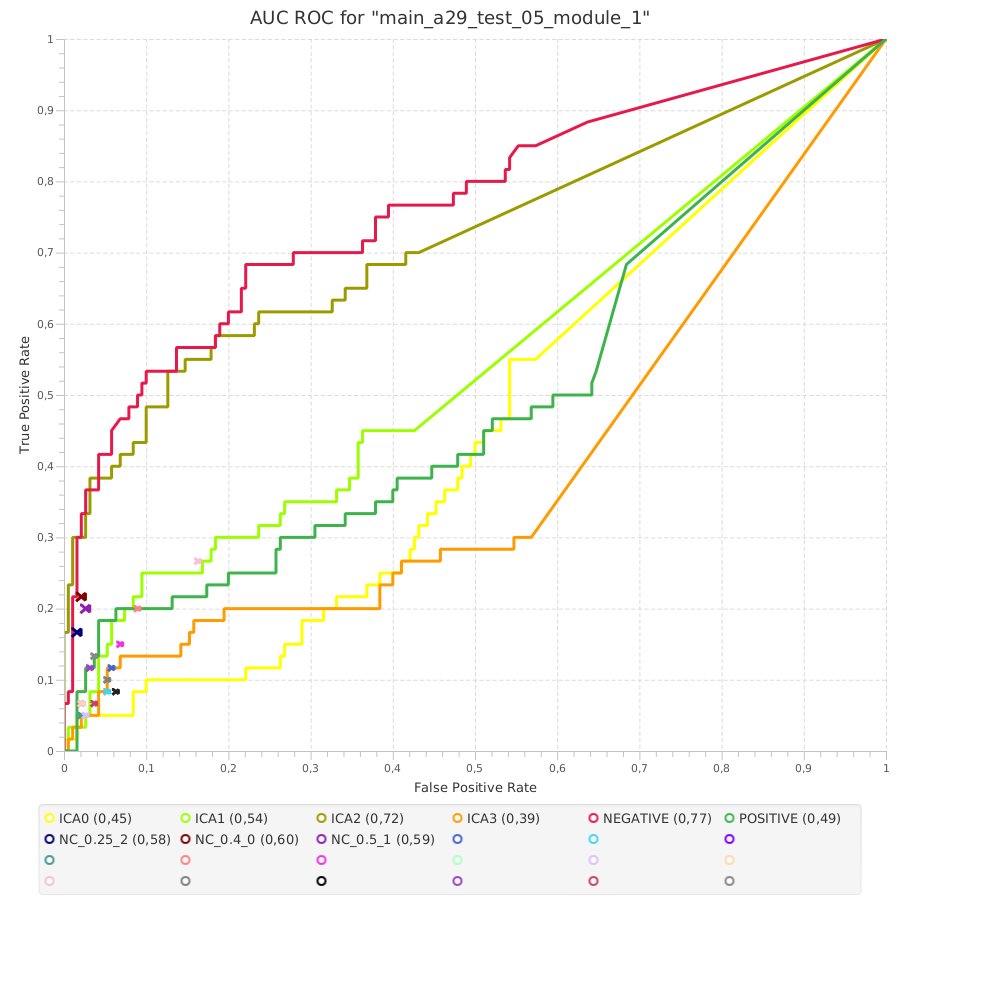 AUC ROC for "main_a29_test_05_module_1"
True Positive Rate
1
0,9
0,8
0,7
0,6
0,5
0,4
0,3
0,2
0,1
0
0 0,1 0,2 0,3 0,4 0,5 0,6 0,7 0,8 0,9 1
False Positive Rate
ICA0 (0,45) ICA1 (0,54) ICA2 (0,72) ICA3 (0,39) NEGATIVE (0,77) POSITIVE (0,49)
NC_0.25_2 (0,58) NC_0.4_0 (0,60) NC_0.5_1 (0,59)